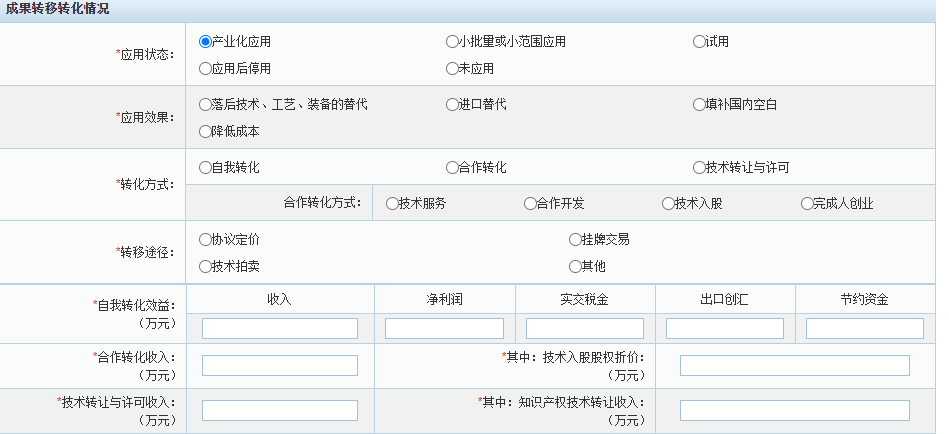 成果转移转化情况
*应用状态： 产业化应用 小批量或小范围应用 试用
应用后停用 未应用
*应用效果： 落后技术、工艺、装备的替代 进口替代 填补国内空白
降低成本
*转化方式： 自我转化 合作转化 技术转让与许可
合作转化方式： 技术服务 合作开发 技术入股 完成人创业
*转移途径： 协议定价 挂牌交易
技术拍卖 其他
*自我转化效益：
（万元）
收入 净利润 实交税金 出口创汇 节约资金
*合作转化收入：
（万元）
*其中：技术入股股权折价：
（万元）
*技术转让与许可收入：
（万元）
*其中：知识产权技术转让收入：
（万元）